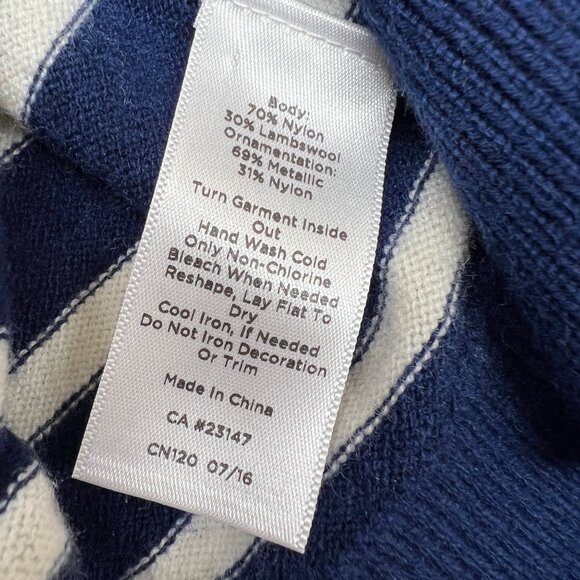 Body:
70% Nylon
30% Lambswool
Ornamentation:
69% Metallic
31% Nylon
Turn Garment Inside
Out
Hand Wash Cold
Only Non-Chlorine
Bleach When Needed
Reshape, Lay Flat To
Dry
Cool Iron, If Needed
Do Not Iron Decoration
Or Trim
Made In China
CA #23147
CN120 07/16